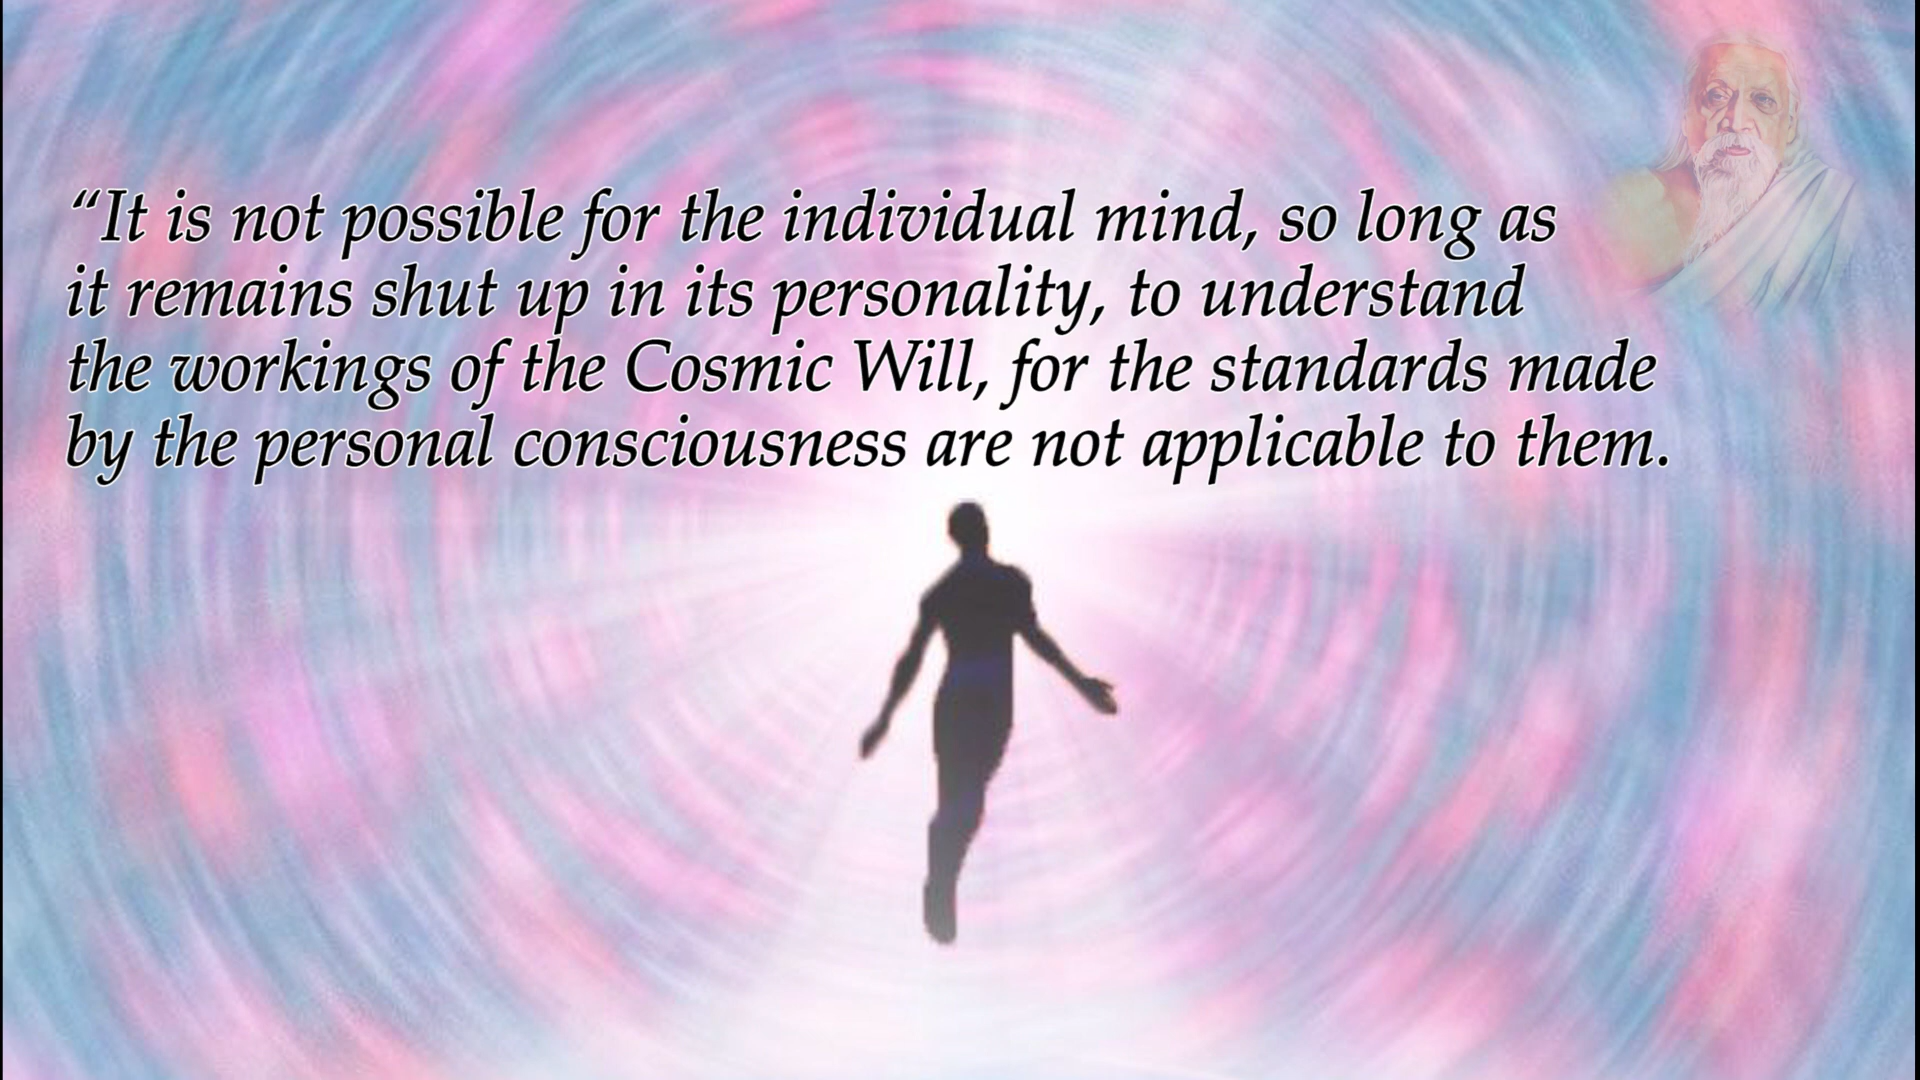 “It is not possible for the individual mind, so long as
it remains shut up in its personality, to understand
the workings of the Cosmic Will, for the standards made
by the personal consciousness are not applicable to them.